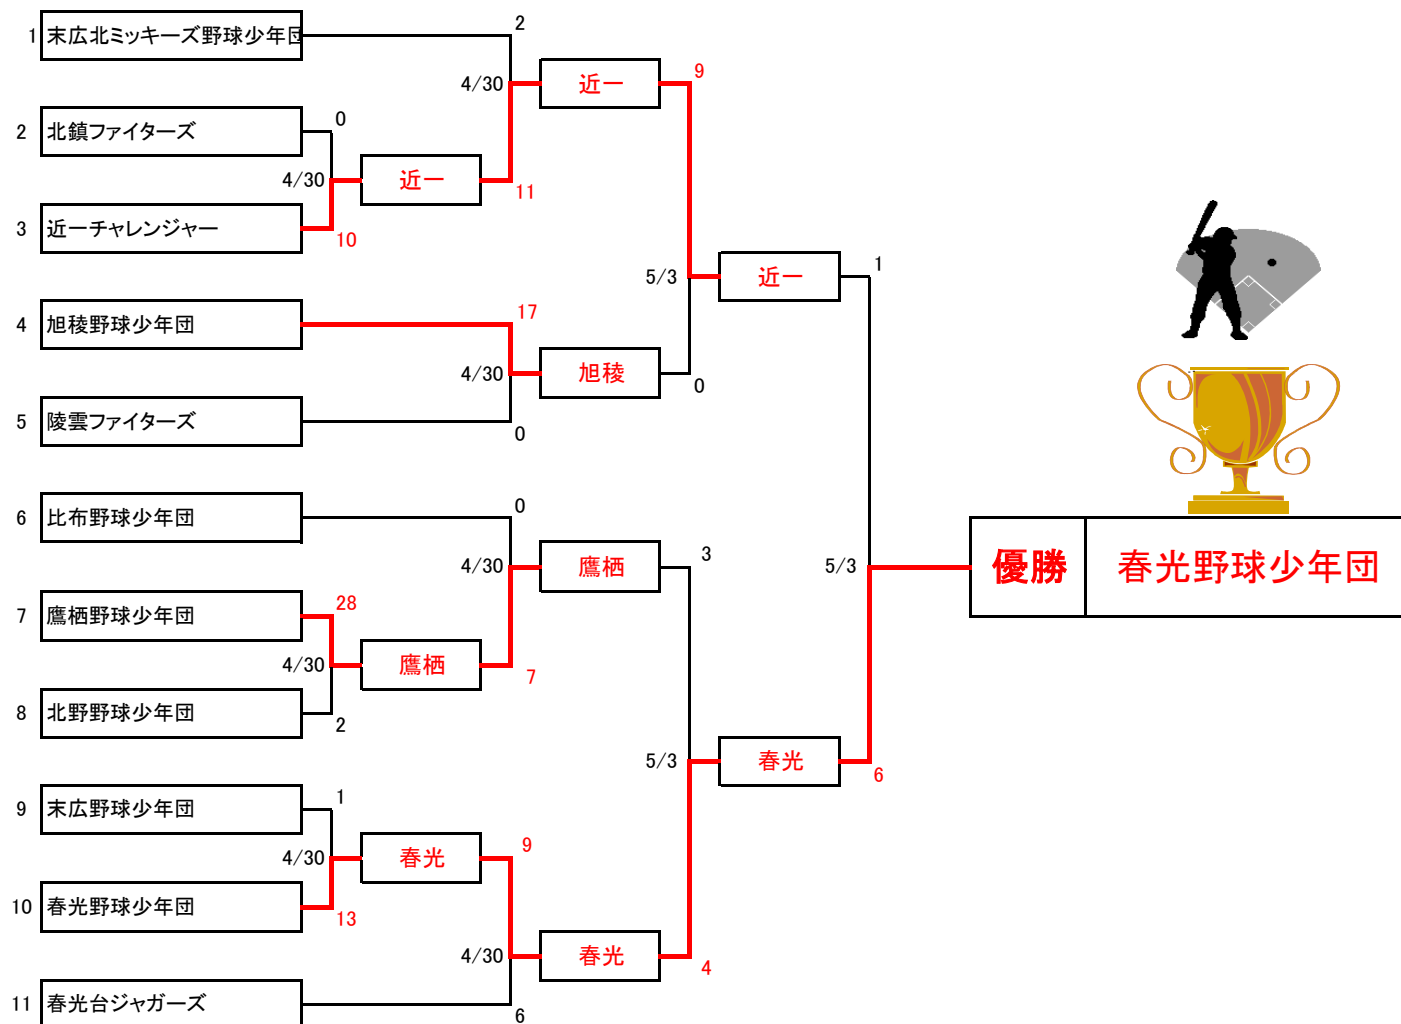 1 末広北ミッキーズ野球少年団
2
4/30
近一
9
2 北鎮ファイターズ
0
4/30
近一
11
3 近一チャレンジャー
10
5/3
近一
1
4 旭稜野球少年団
17
4/30
旭稜
0
5 陵雲ファイターズ
0
6 比布野球少年団
0
4/30
鷹栖
3
5/3
優勝 春光野球少年団
7 鷹栖野球少年団
28
4/30
鷹栖
7
8 北野野球少年団
2
5/3
春光
6
9 末広野球少年団
1
4/30
春光
9
10 春光野球少年団
13
4/30
春光
4
11 春光台ジャガーズ
6